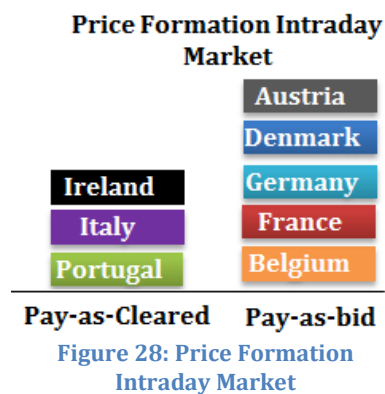 Price Formation Intraday
Market
Austria
Denmark
Ireland
Germany
Italy
France
Portugal
Belgium
Pay-as-Cleared
Pay-as-bid
Figure 28: Price Formation
Intraday Market